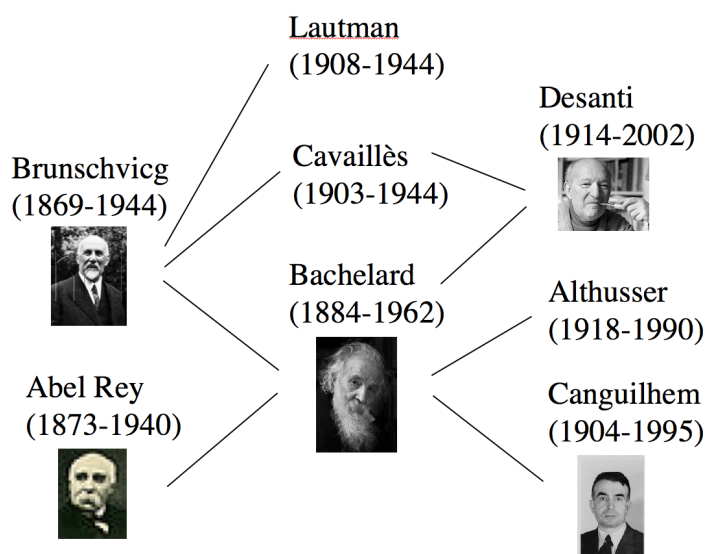 Lautman
(1908-1944)
Desanti
(1914-2002)
Cavaillès
(1903-1944)
Brunschvicg
(1869-1944)
Bachelard
(1884-1962)
Althusser
(1918-1990)
Abel Rey
(1873-1940)
Canguilhem
(1904-1995)